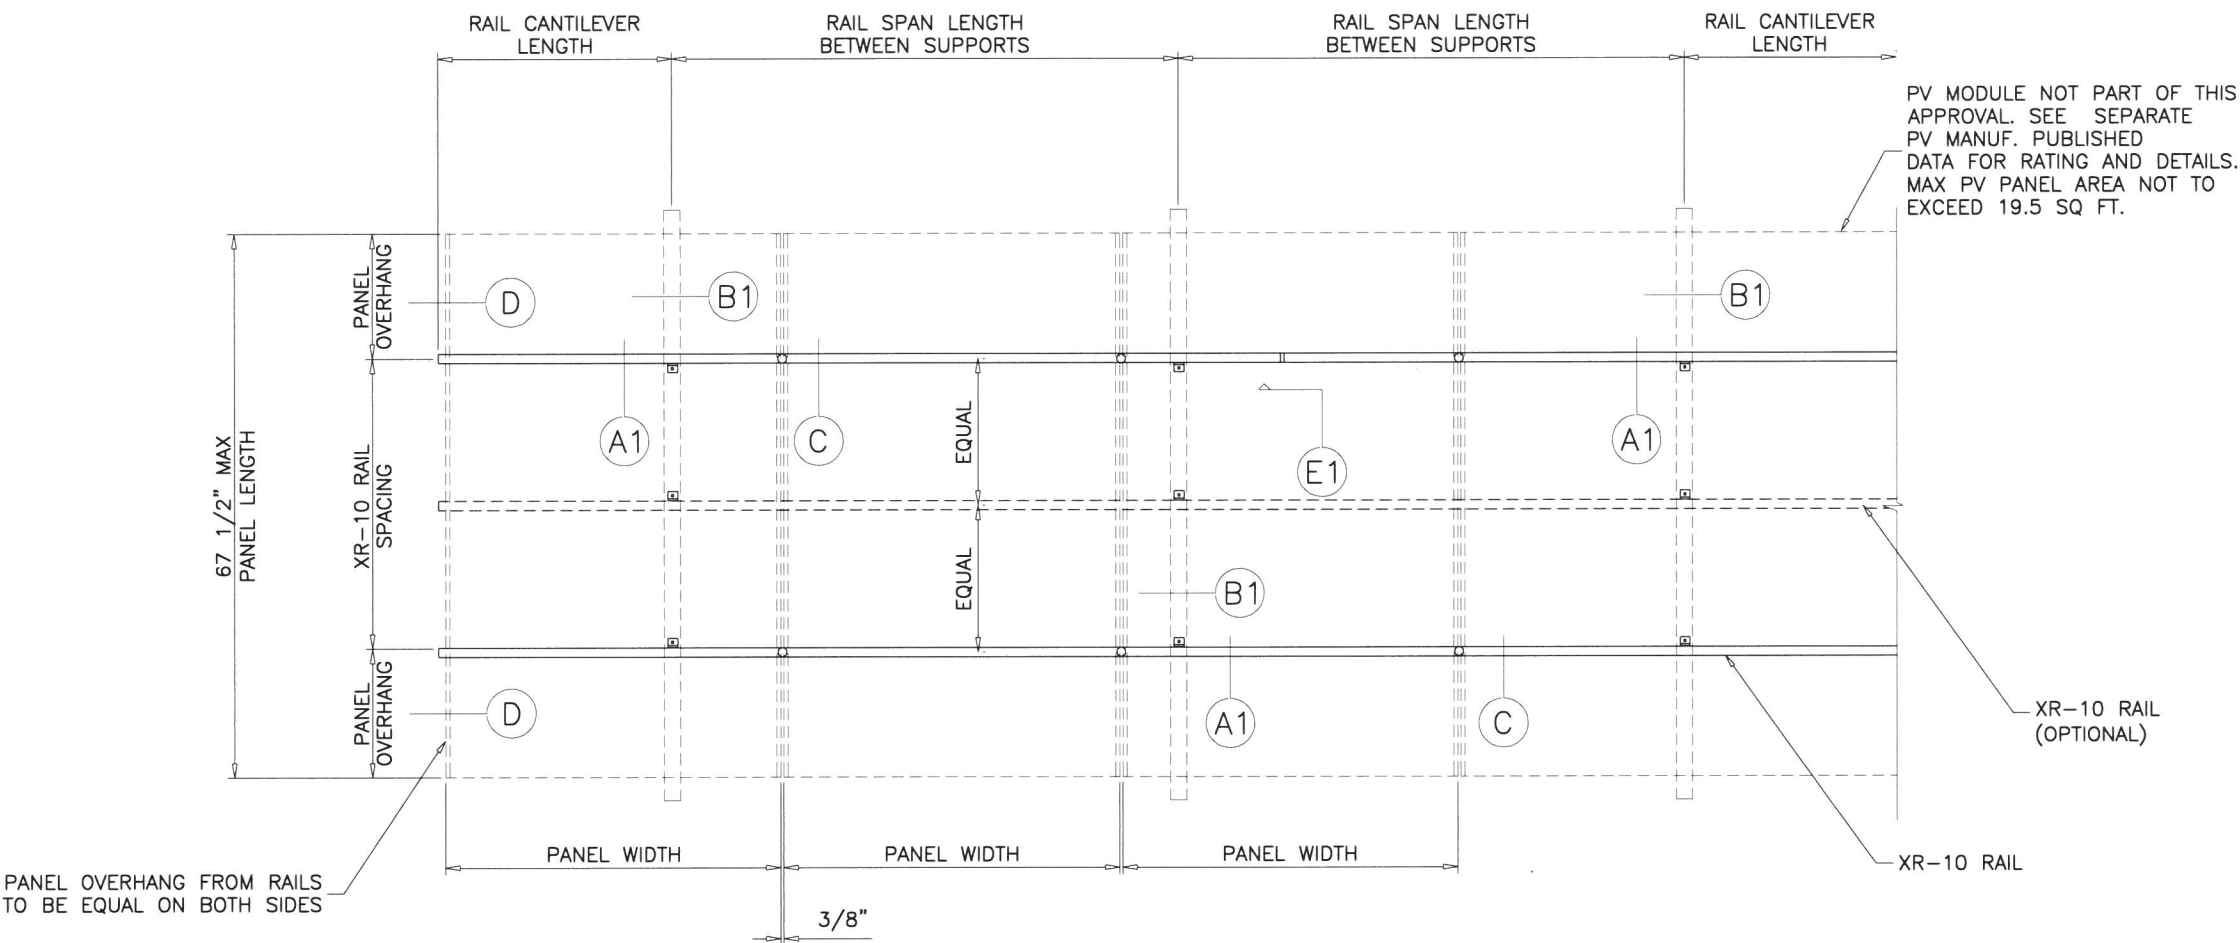 RAIL CANTILEVER
LENGTH
RAIL SPAN LENGTH
BETWEEN SUPPORTS
RAIL SPAN LENGTH
BETWEEN SUPPORTS
RAIL CANTILEVER
LENGTH
PV MODULE NOT PART OF THIS
APPROVAL. SEE SEPARATE
PV MANUF. PUBLISHED
DATA FOR RATING AND DETAILS.
MAX PV PANEL AREA NOT TO
EXCEED 19.5 SQ FT.
PANEL
OVERHANG
D
B1
B1
67 1/2" MAX
PANEL LENGTH
XR-10 RAIL
SPACING
A1
C
EQUAL
E1
A1
EQUAL
B1
PANEL
OVERHANG
D
A1
C
XR-10 RAIL
(OPTIONAL)
PANEL WIDTH
PANEL WIDTH
PANEL WIDTH
XR-10 RAIL
PANEL OVERHANG FROM RAILS
TO BE EQUAL ON BOTH SIDES
3/8"